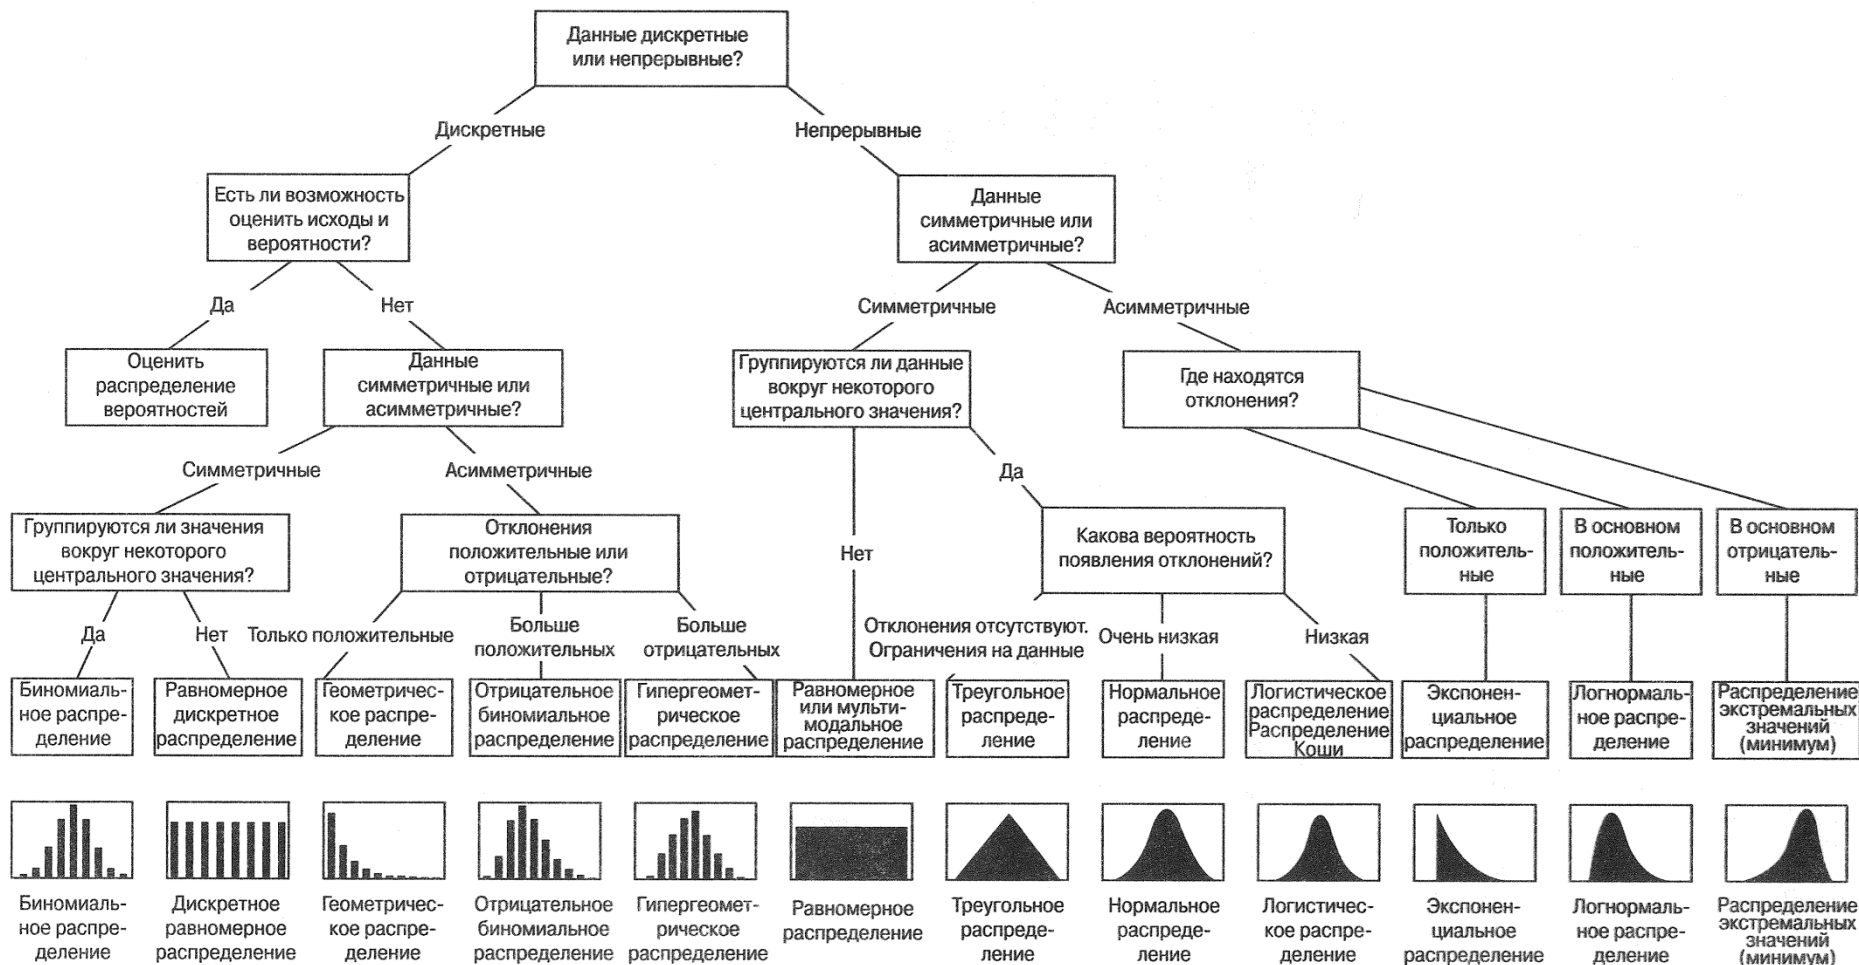 Данные дискретные
или непрерывные?
Дискретные
Непрерывные
Есть ли возможность
оценить исходы и
вероятности?
Данные
симметричные или
асимметричные?
Да
Нет
Симметричные
Асимметричные
Оценить
распределение
вероятностей
Данные
симметричные или
асимметричные?
Группируются ли данные
вокруг некоторого
центрального значения?
Где находятся
отклонения?
Симметричные
Асимметричные
Да
Группируются ли значения
вокруг некоторого
центрального значения?
Отклонения
положительные или
отрицательные?
Нет
Какова вероятность
появления отклонений?
Только
положитель-
ные
В основном
положитель-
ные
В основном
отрицатель-
ные
Да
Нет
Только положительные
Больше
положительных
Больше
отрицательных
Отклонения отсутствуют.
Ограничения на данные
Очень низкая
Низкая
Биномиаль-
ное распре-
деление
Равномерное
дискретное
распределение
Геометричес-
кое распре-
деление
Отрицательное
биномиальное
распределение
Гипергеомет-
рическое
распределение
Равномерное
или мульти-
модальное
распределение
Треугольное
распреде-
ление
Нормальное
распреде-
ление
Логистическое
распределение
Распределение
Коши
Экспонен-
циальное
распределение
Логнормаль-
ное распре-
деление
Распределение
экстремальных
значений
(минимум)
Биномиаль-
ное распре-
деление
Дискретное
равномерное
распределение
Геометричес-
кое распре-
деление
Отрицательное
биномиальное
распределение
Гипергеомет-
рическое
распределение
Равномерное
распределение
Треугольное
распреде-
ление
Нормальное
распреде-
ление
Логистичес-
кое распре-
деление
Экспонен-
циальное
распределение
Логнормаль-
ное распре-
деление
Распределение
экстремальных
значений
(минимум)